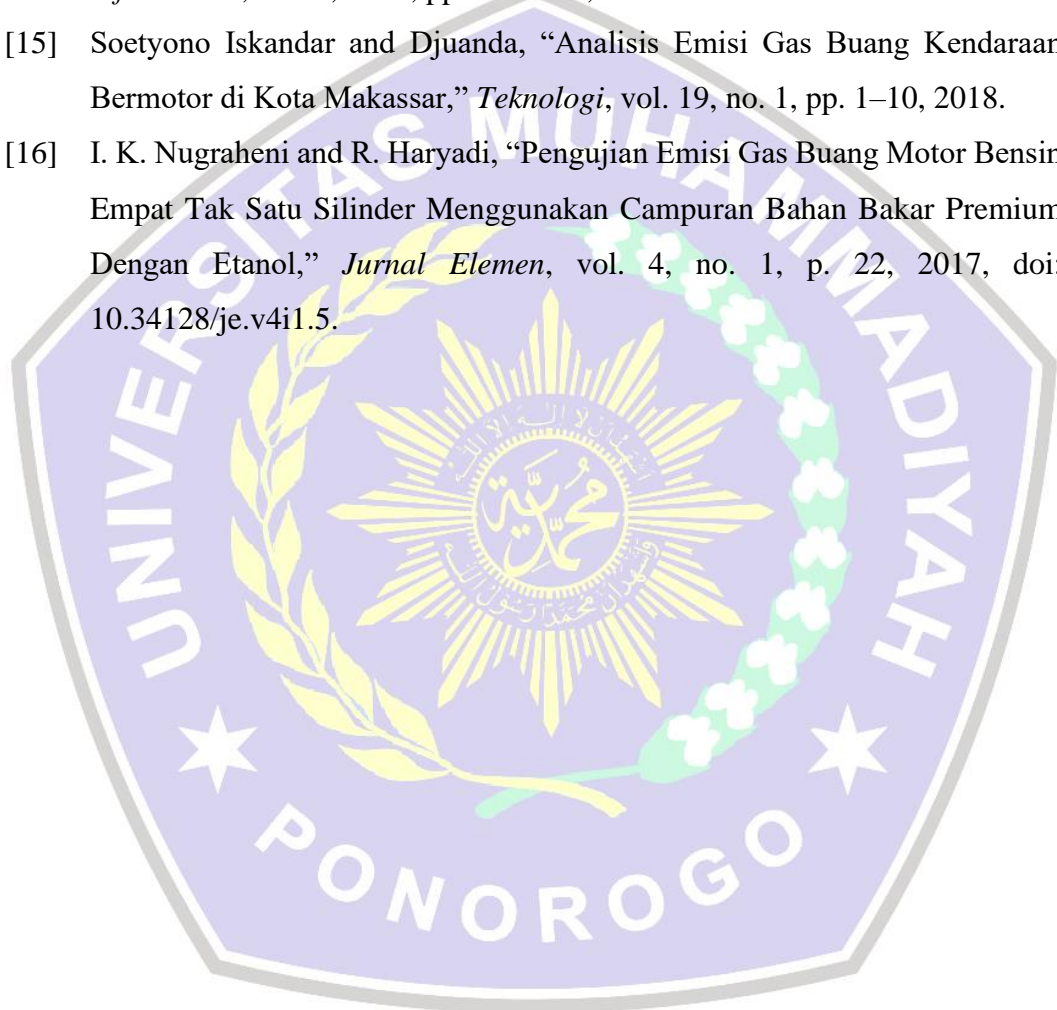 [15] Soetyono Iskandar and Djuanda, “Analisis Emisi Gas Buang Kendaraan
Bermotor di Kota Makassar,” Teknologi, vol. 19, no. 1, pp. 1–10, 2018.
[16] I. K. Nugraheni and R. Haryadi, “Pengujian Emisi Gas Buang Motor Bensin
Empat Tak Satu Silinder Menggunakan Campuran Bahan Bakar Premium
Dengan Etanol,” Jurnal Elemen, vol. 4, no. 1, p. 22, 2017, doi:
10.34128/je.v4i1.5.
UNIVERSITAS MUHAMMADIYAH
PONOROGO
محمدية